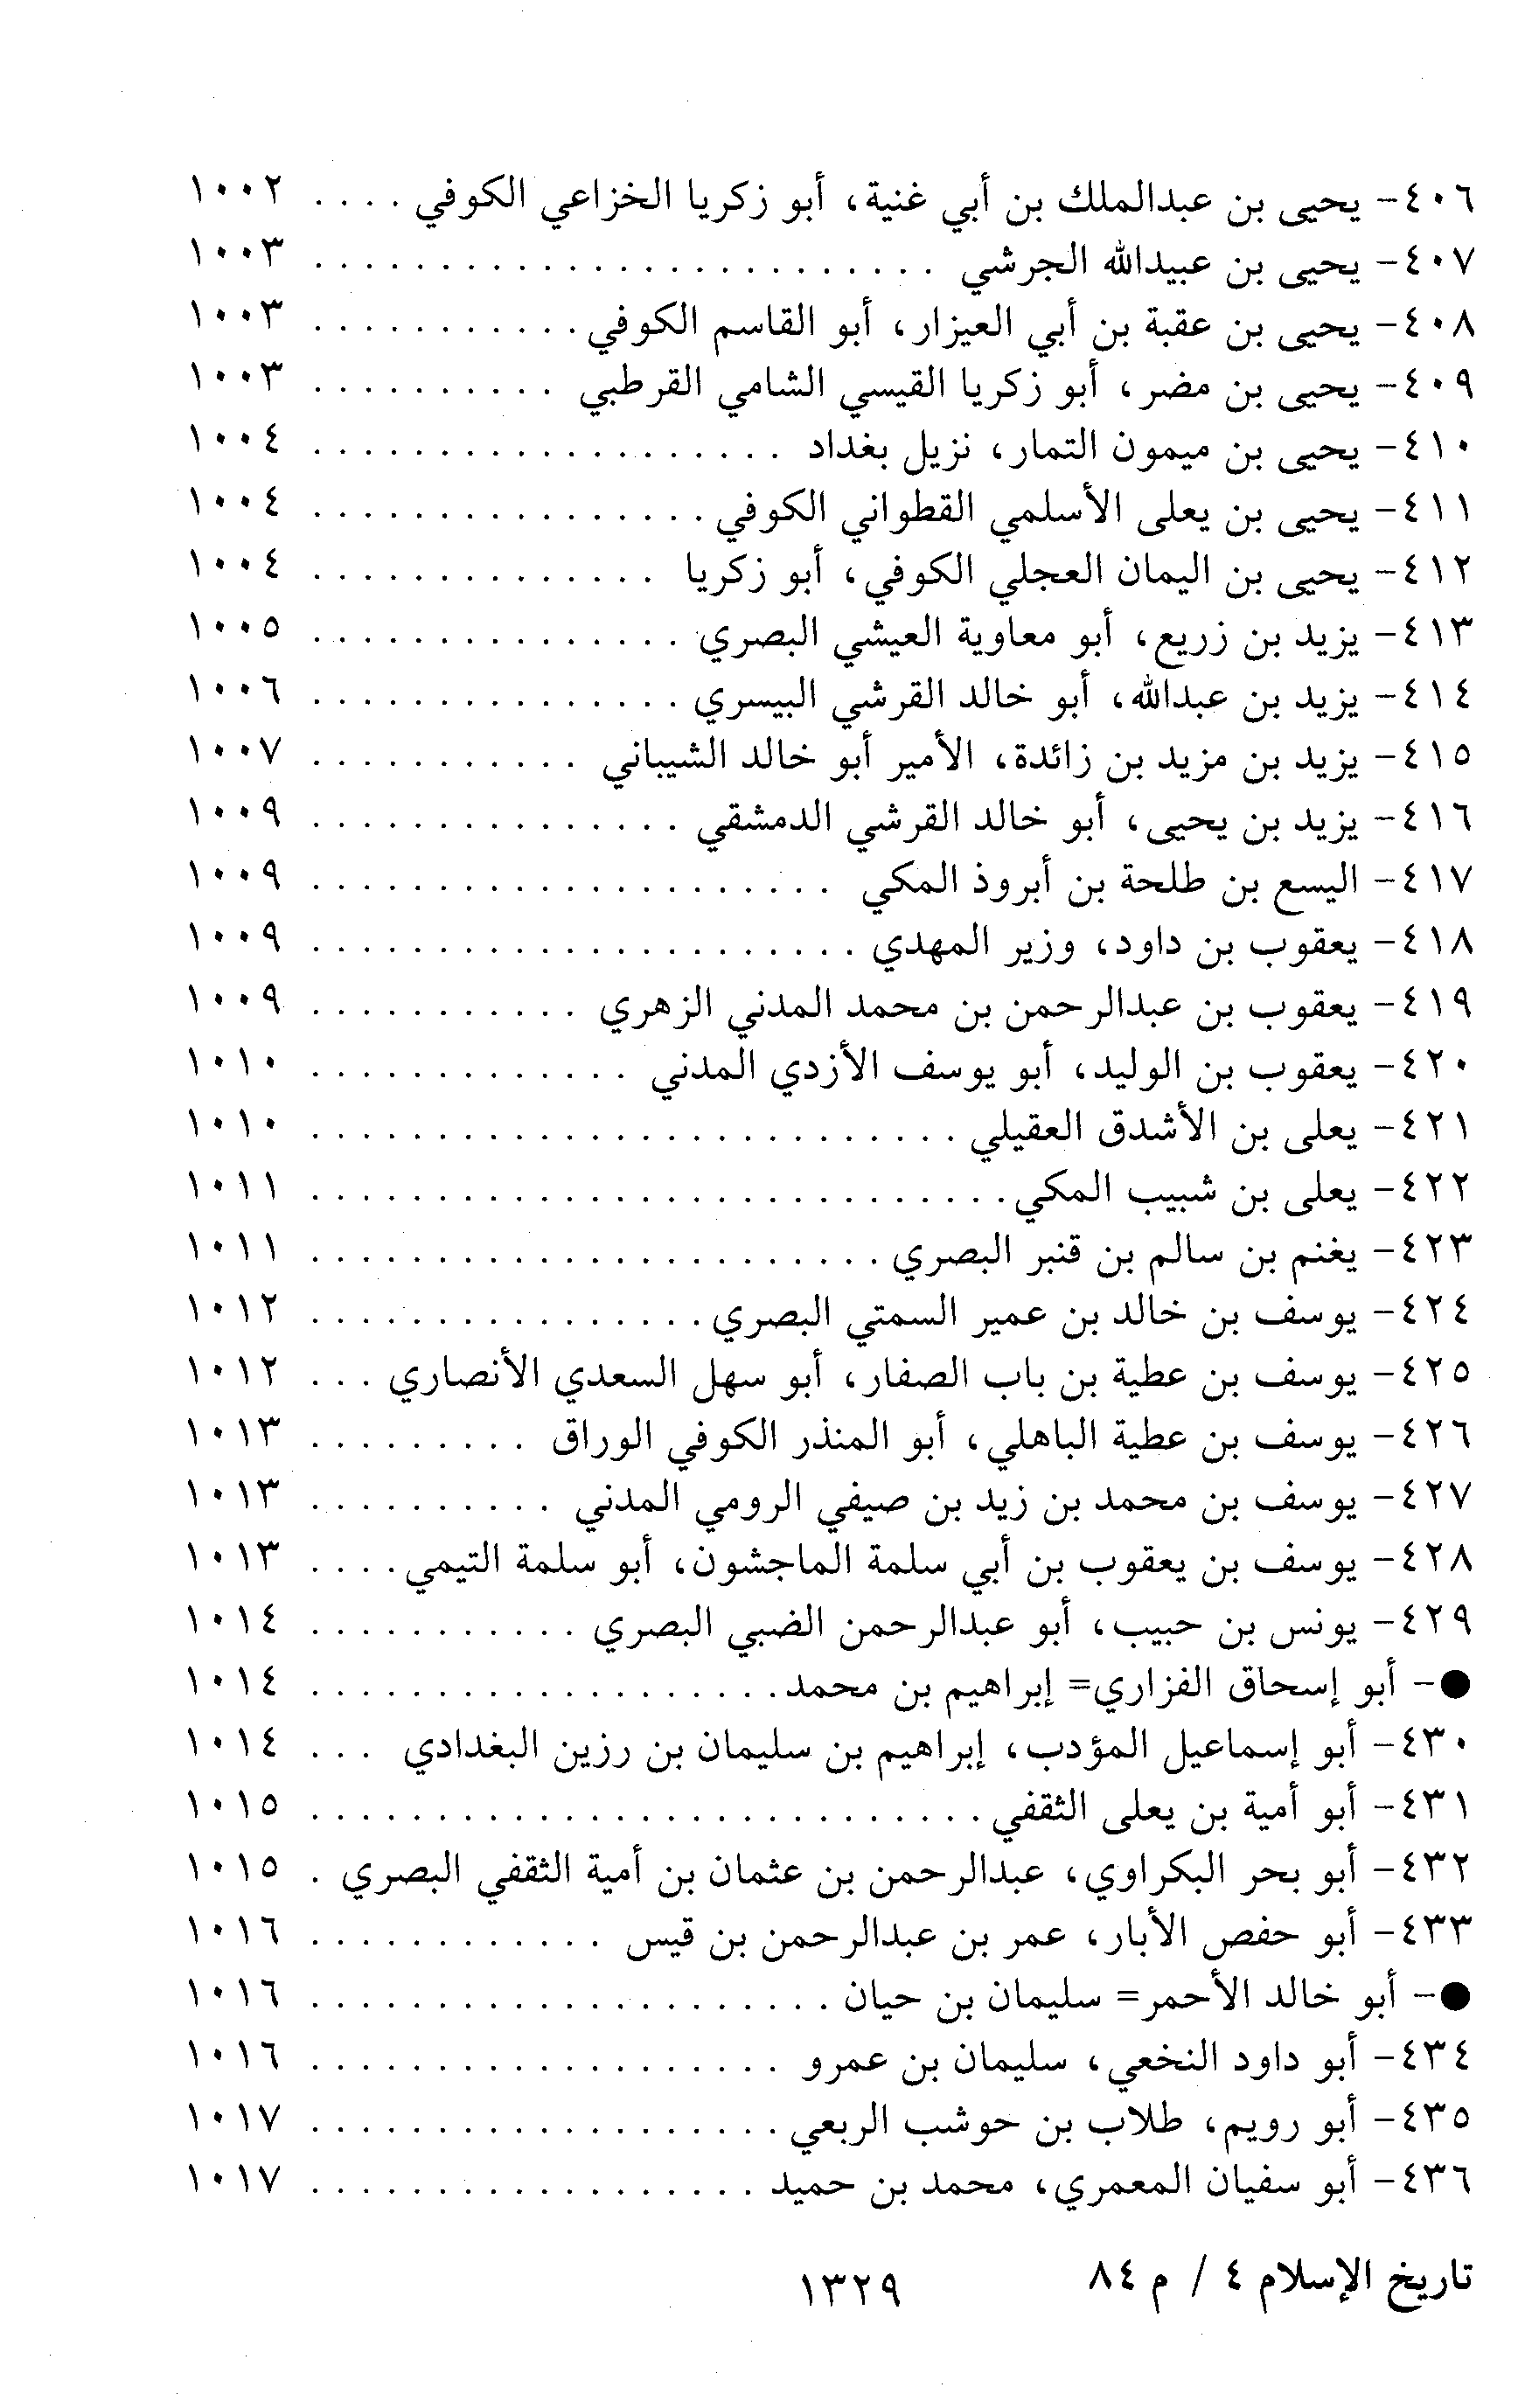 ٤٠٦- يحيى بن عبدالملك بن أبي غنية، أبو زكريا الخزاعي الكوفي . . . . ١٠٠٢
٤٠٧- يحيى بن عبيدالله الجرشي . . . . . . . . . . . . . . . . . . . . . . . . . ١٠٠٣
٤٠٨- يحيى بن عقبة بن أبي العيزار، أبو القاسم الكوفي . . . . . . . . . . . ١٠٠٣
٤٠٩- يحيى بن مضر، أبو زكريا القيسي الشامي القرطبي . . . . . . . . . . ١٠٠٣
٤١٠- يحيى بن ميمون التمار، نزيل بغداد . . . . . . . . . . . . . . . . . . . ١٠٠٤
٤١١- يحيى بن يعلى الأسلمي القطواني الكوفي . . . . . . . . . . . . . . . . ١٠٠٤
٤١٢- يحيى بن اليمان العجلي الكوفي، أبو زكريا . . . . . . . . . . . . . . ١٠٠٤
٤١٣- يزيد بن زريع، أبو معاوية العيشي البصري . . . . . . . . . . . . . . . ١٠٠٥
٤١٤- يزيد بن عبدالله، أبو خالد القرشي البيسري . . . . . . . . . . . . . . . ١٠٠٦
٤١٥- يزيد بن مزيد بن زائدة، الأمير أبو خالد الشيباني . . . . . . . . . . . ١٠٠٧
٤١٦- يزيد بن يحيى، أبو خالد القرشي الدمشقي . . . . . . . . . . . . . . . ١٠٠٩
٤١٧- اليسع بن طلحة بن أبروذ المكي . . . . . . . . . . . . . . . . . . . . . ١٠٠٩
٤١٨- يعقوب بن داود، وزير المهدي . . . . . . . . . . . . . . . . . . . . . . ١٠٠٩
٤١٩- يعقوب بن عبدالرحمن بن محمد المدني الزهري . . . . . . . . . . . ١٠٠٩
٤٢٠- يعقوب بن الوليد، أبو يوسف الأزدي المدني . . . . . . . . . . . . . ١٠١٠
٤٢١- يعلى بن الأشدق العقيلي . . . . . . . . . . . . . . . . . . . . . . . . . . ١٠١٠
٤٢٢- يعلى بن شبيب المكي . . . . . . . . . . . . . . . . . . . . . . . . . . . . ١٠١١
٤٢٣- يغنم بن سالم بن قنبر البصري . . . . . . . . . . . . . . . . . . . . . . . ١٠١١
٤٢٤- يوسف بن خالد بن عمير السمتي البصري . . . . . . . . . . . . . . . . ١٠١٢
٤٢٥- يوسف بن عطية بن باب الصفار، أبو سهل السعدي الأنصاري . . . ١٠١٢
٤٢٦- يوسف بن عطية الباهلي، أبو المنذر الكوفي الوراق . . . . . . . . . ١٠١٣
٤٢٧- يوسف بن محمد بن زيد بن صيفي الرومي المدني . . . . . . . . . . ١٠١٣
٤٢٨- يوسف بن يعقوب بن أبي سلمة الماجشون، أبو سلمة التيمي . . . . ١٠١٣
٤٢٩- يونس بن حبيب، أبو عبدالرحمن الضبي البصري . . . . . . . . . . . ١٠١٤
●- أبو إسحاق الفزاري= إبراهيم بن محمد . . . . . . . . . . . . . . . . . . . ١٠١٤
٤٣٠- أبو إسماعيل المؤدب، إبراهيم بن سليمان بن رزين البغدادي . . . ١٠١٤
٤٣١- أبو أمية بن يعلى الثقفي . . . . . . . . . . . . . . . . . . . . . . . . . . . ١٠١٥
٤٣٢- أبو بحر البكراوي، عبدالرحمن بن عثمان بن أمية الثقفي البصري . ١٠١٥
٤٣٣- أبو حفص الأبار، عمر بن عبدالرحمن بن قيس . . . . . . . . . . . . ١٠١٦
●- أبو خالد الأحمر= سليمان بن حيان . . . . . . . . . . . . . . . . . . . . . ١٠١٦
٤٣٤- أبو داود النخعي، سليمان بن عمرو . . . . . . . . . . . . . . . . . . . ١٠١٦
٤٣٥- أبو رويم، طلاب بن حوشب الربعي . . . . . . . . . . . . . . . . . . . ١٠١٧
٤٣٦- أبو سفيان المعمري، محمد بن حميد . . . . . . . . . . . . . . . . . . ١٠١٧
تاريخ الإسلام ٤ / م ٨٤
١٣٢٩